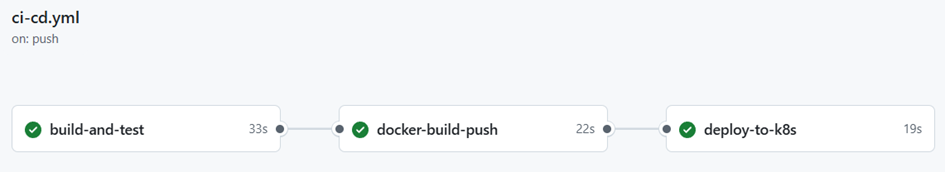 ci-cd.yml
on: push
build-and-test 33s
docker-build-push 22s
deploy-to-k8s 19s